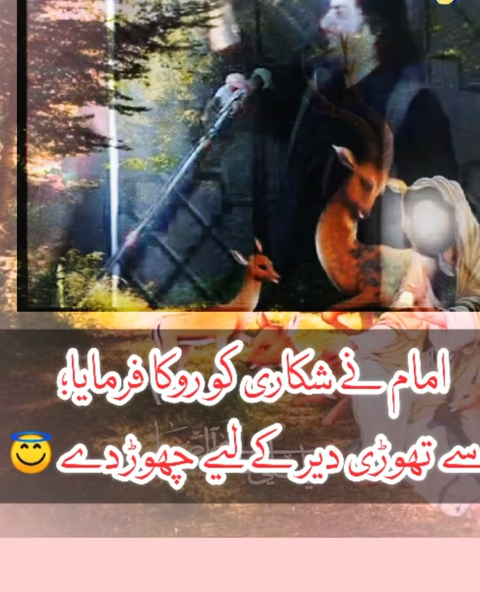 امام نے شکاری کو روکا فرمایا؛
سے تھوڑی دیر کے لیے چھوڑ دے 😇